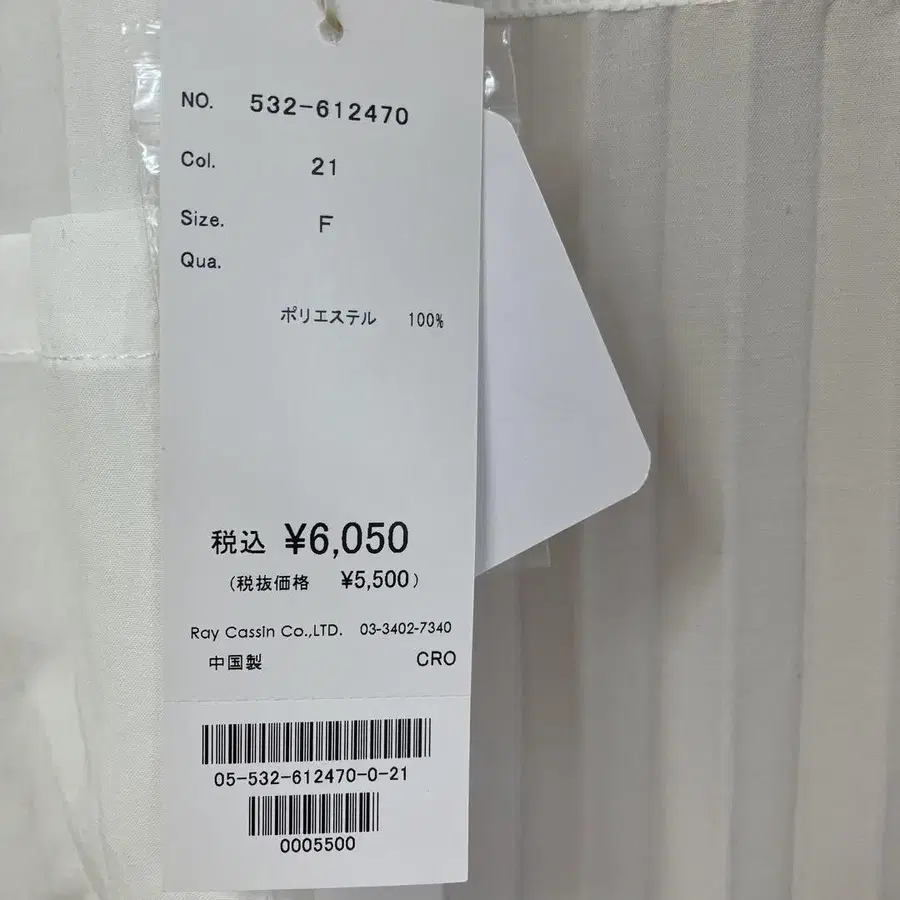 NO. 532-612470
Col. 21
Size. F
Qua.
ポリエステル 100%
税込 ¥6,050
(税抜価格 ¥5,500)
Ray Cassin Co.,LTD. 03-3402-7340
中国製 CRO
05-532-612470-0-21
0005500